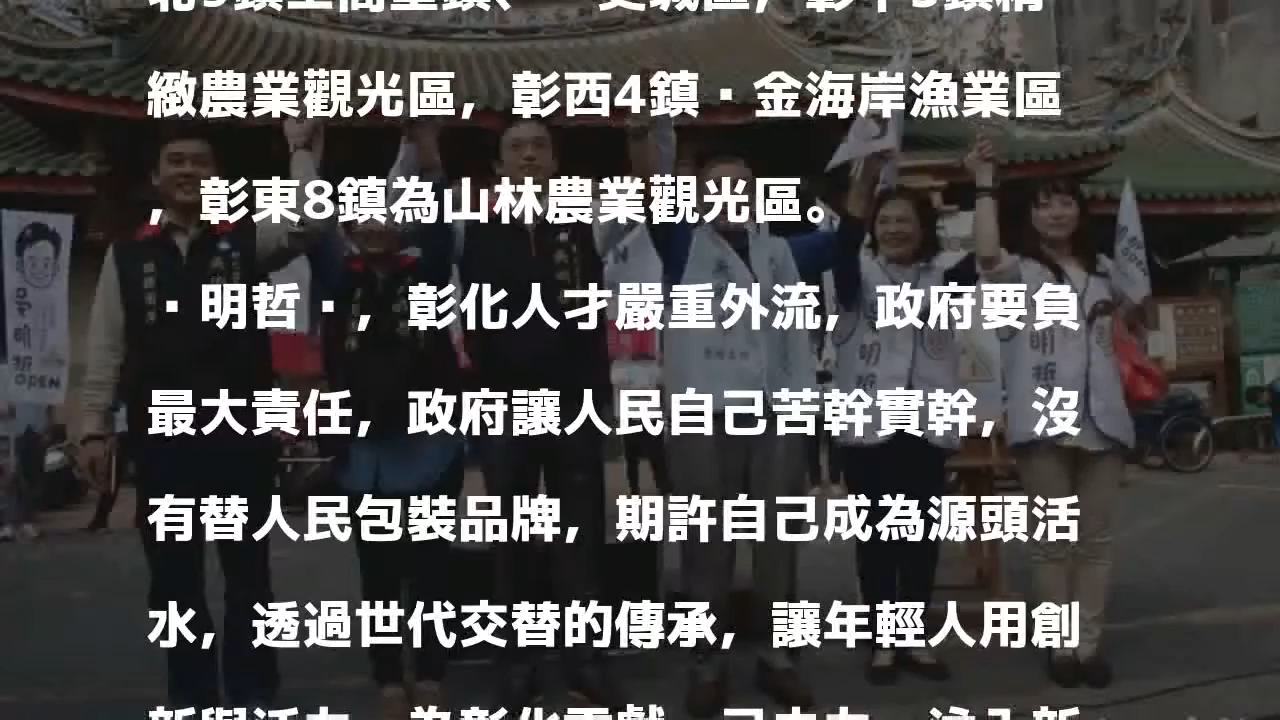 緻農業觀光區，彰西4鎮·金海岸漁業區
，彰東8鎮為山林農業觀光區。
·明哲·，彰化人才嚴重外流，政府要負
最大責任，政府讓人民自己苦幹實幹，沒
有替人民包裝品牌，期許自己成為源頭活
水，透過世代交替的傳承，讓年輕人用創
明哲
OPEN